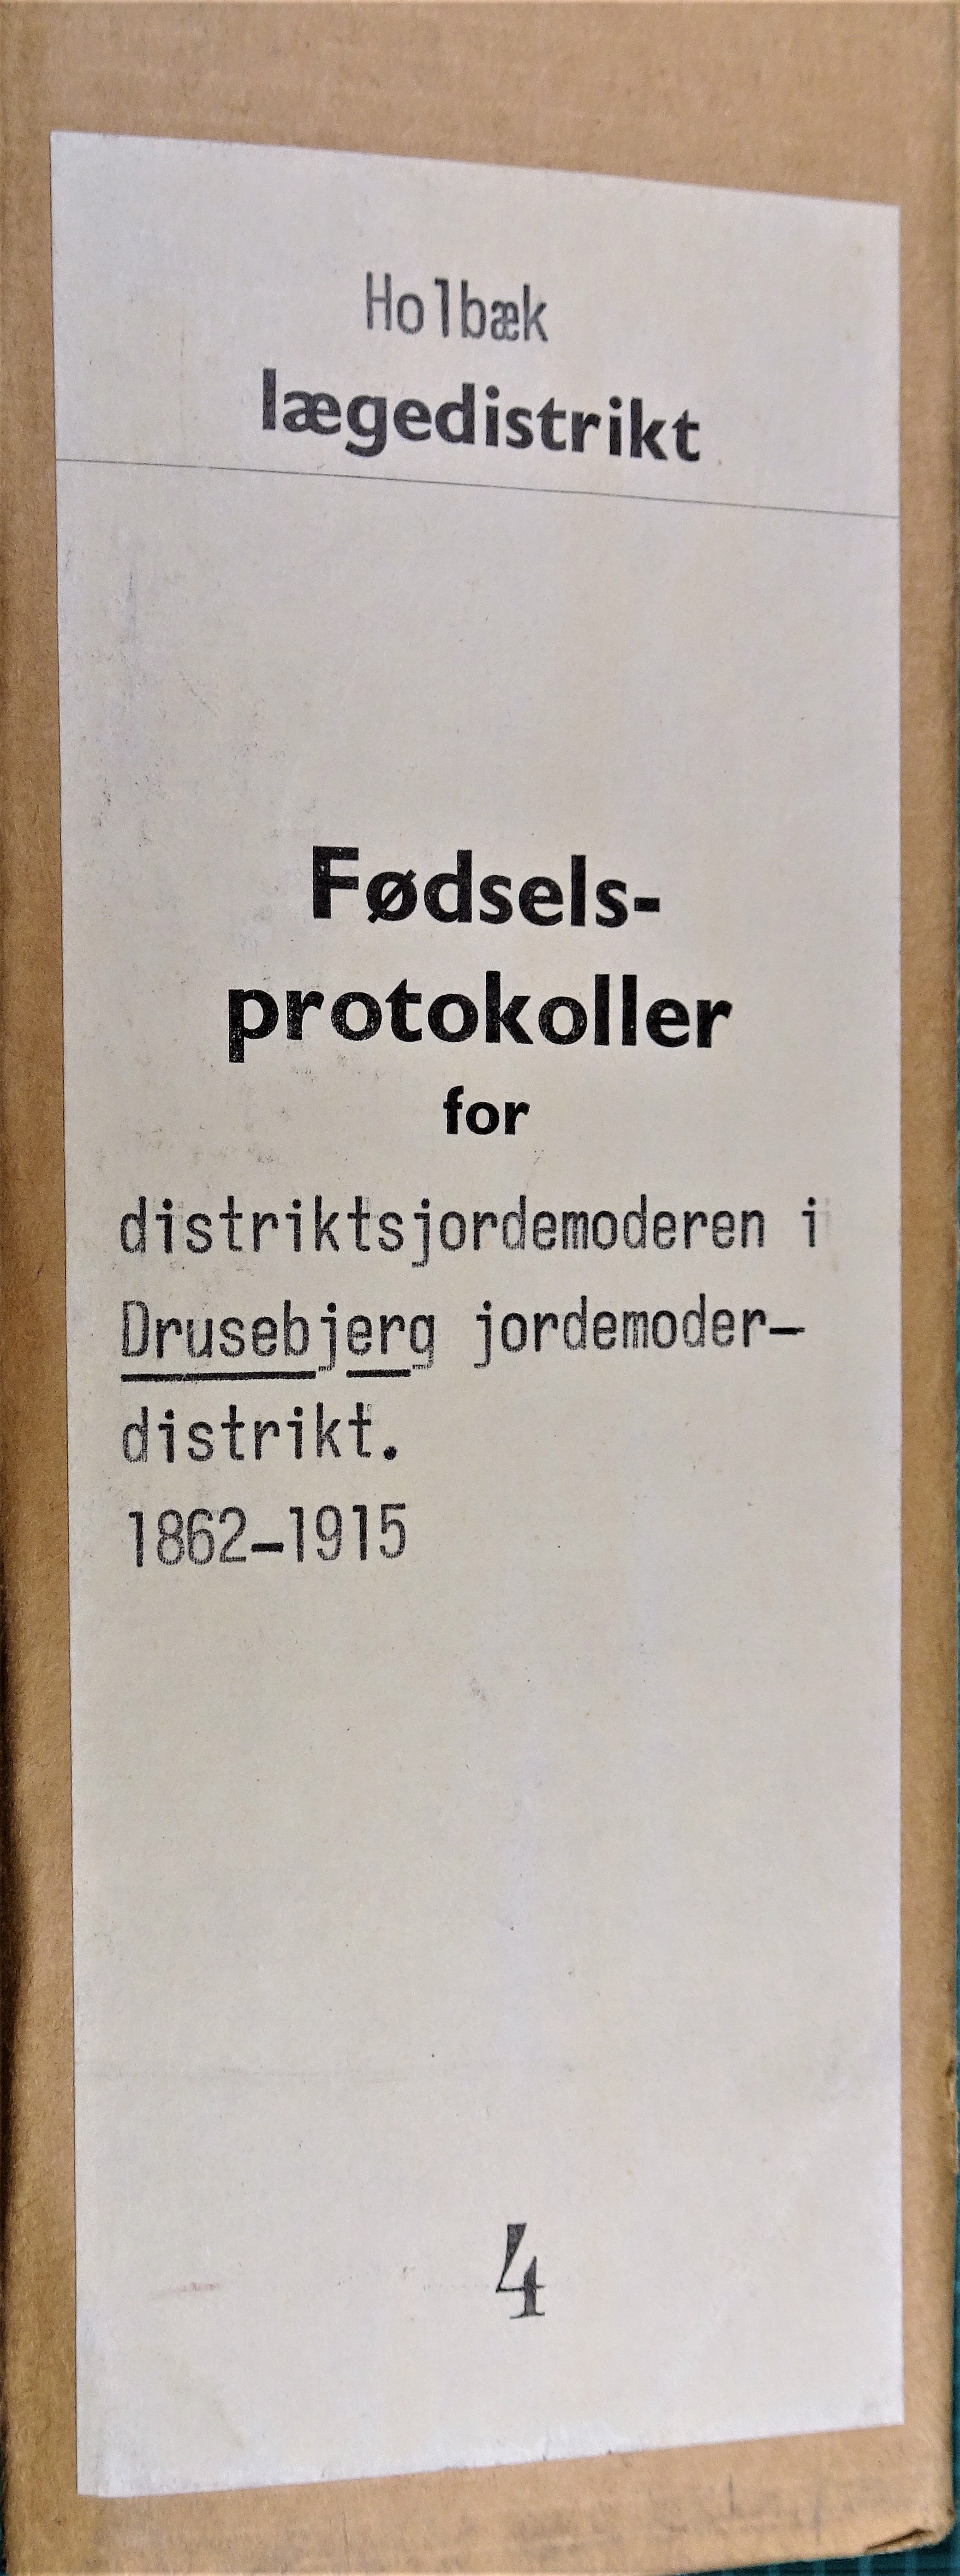 Holbæk
lægedistrikt
Fødsels-
protokoller
for
distriktsjordemoderen i
Drusebjerg jordemoder-
distrikt.
1862-1915
4